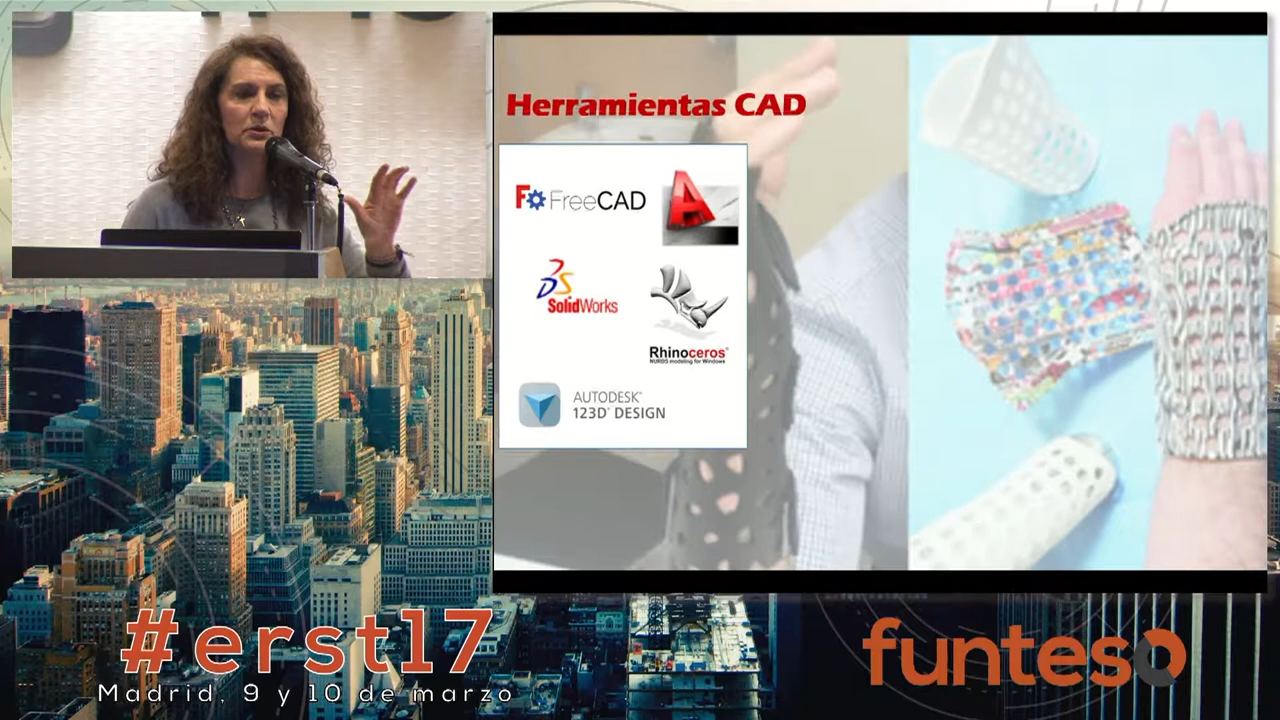 Herramientas CAD
FreeCAD
A
SolidWorks
Rhinoceros®
NURBS modeling for Windows
AUTODESK®
123D® DESIGN
#erst17
Madrid, 9 y 10 de marzo
funteso